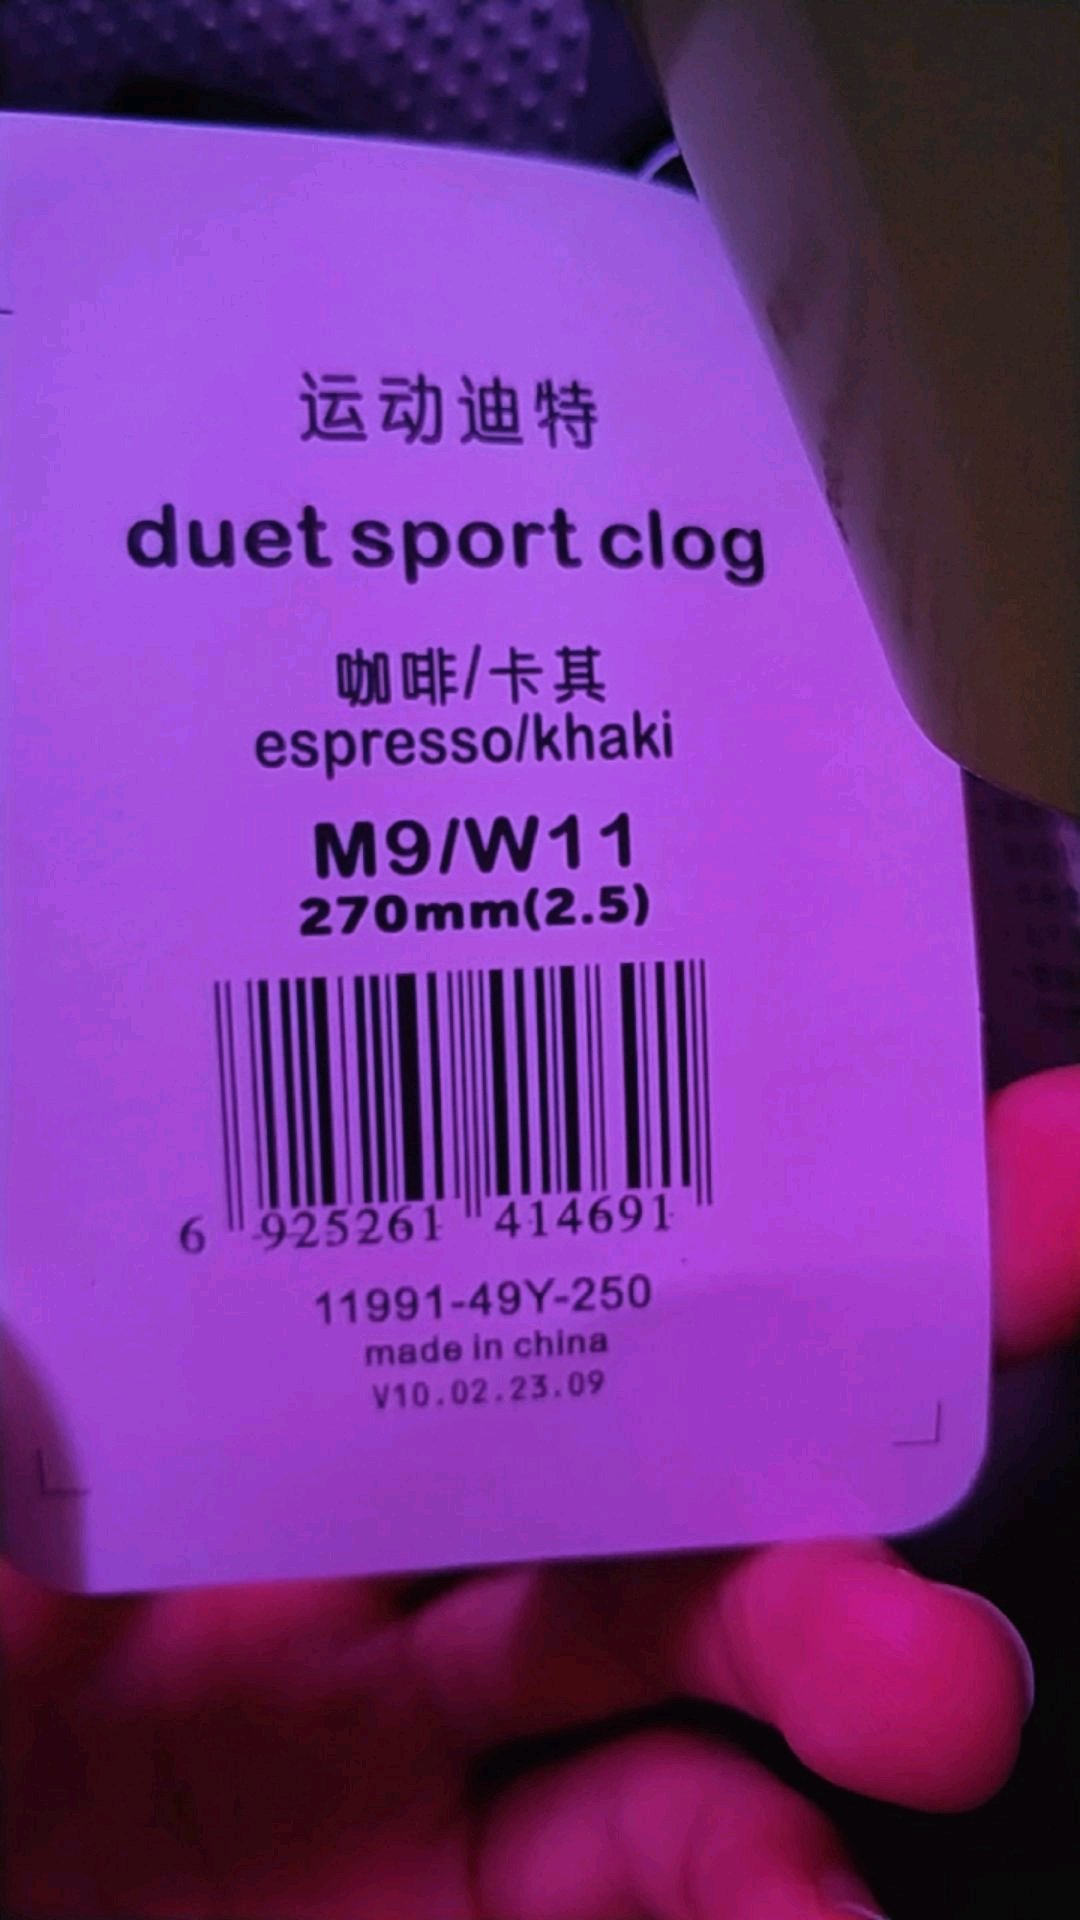 运动迪特
duet sport clog
咖啡/卡其
espresso/khaki
M9/W11
270mm(2.5)
6 925261 414691
11991-49Y-250
made in china
V10.02.23.09